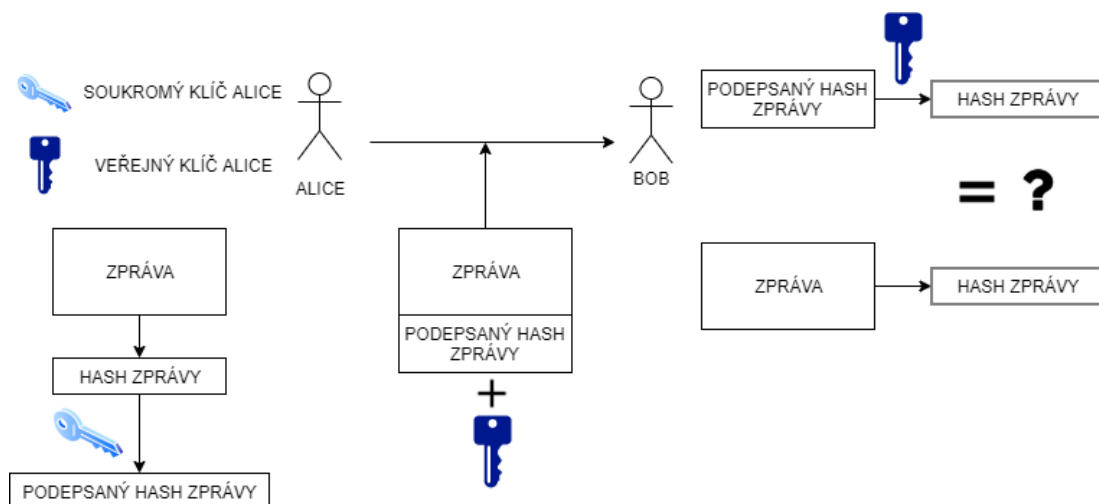 SOUKROMÝ KLÍČ ALICE
VEŘEJNÝ KLÍČ ALICE
ALICE
BOB
ZPRÁVA
HASH ZPRÁVY
PODEPSANÝ HASH ZPRÁVY
ZPRÁVA
PODEPSANÝ HASH
ZPRÁVY
+
PODEPSANÝ HASH
ZPRÁVY
HASH ZPRÁVY
= ?
ZPRÁVA
HASH ZPRÁVY